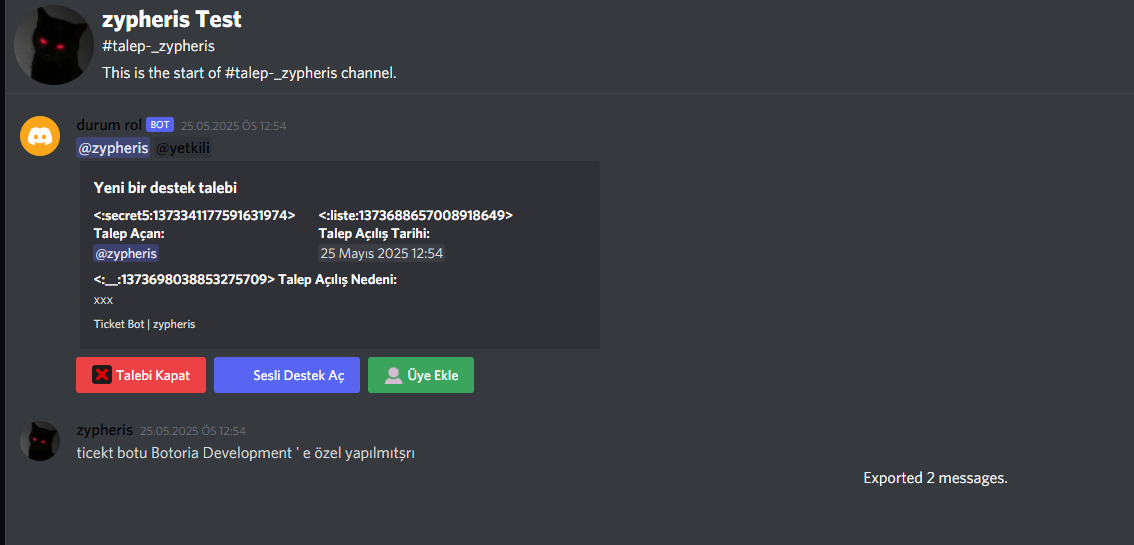 zypheris Test
#talep-_zypheris
This is the start of #talep-_zypheris channel.
durum rol BOT 25.05.2025 ÖS 12:54
@zypheris @yetkili
Yeni bir destek talebi
<:secret5:1373341177591631974> <:liste:1373688657008918649>
Talep Açan: Talep Açılış Tarihi:
@zypheris 25 Mayıs 2025 12:54
<:__:1373698038853275709> Talep Açılış Nedeni:
xxx
Ticket Bot | zypheris
Talebi Kapat Sesli Destek Aç Üye Ekle
zypheris 25.05.2025 ÖS 12:54
ticekt botu Botoria Development ' e özel yapılmıtşrı
Exported 2 messages.